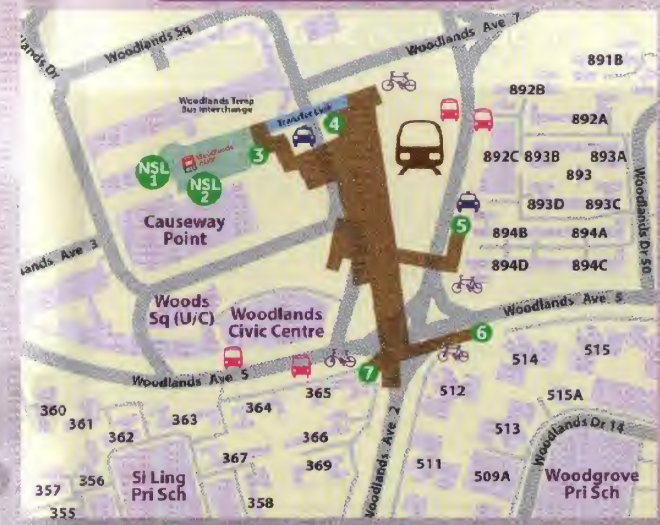 Woodlands Ave 7
Woodlands Sq
lands Dr
891B
892B
Woodlands Temp
Bus Interchange
892A
Transfer Link
4
3
892C
893B
893A
NSL
1
NSL
2
893
893D
893C
Woodlands Dr 50
5
Causeway
Point
894B
894A
lands Ave 3
894D
894C
Woods
Sq (U/C)
Woodlands
Civic Centre
Woodlands Ave 5
6
514
515
7
Woodlands Ave 5
365
512
515A
360
361
363
364
362
366
513
Woodlands Dr 14
367
369
511
509A
Woodlands Ave 2
356
357
355
358
Si Ling
Pri Sch
Woodgrove
Pri Sch